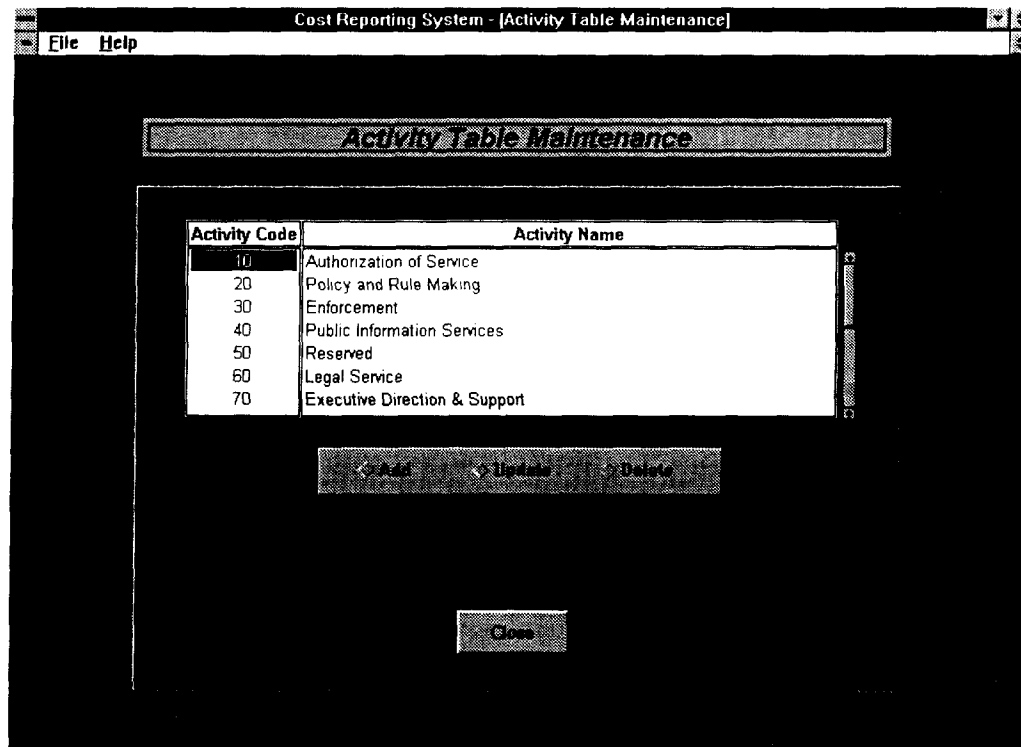 Cost Reporting System - [Activity Table Maintenance]
File Help
Activity Table Maintenance
Activity Code Activity Name
10 Authorization of Service
20 Policy and Rule Making
30 Enforcement
40 Public Information Services
50 Reserved
60 Legal Service
70 Executive Direction & Support
Add Update Delete
Close